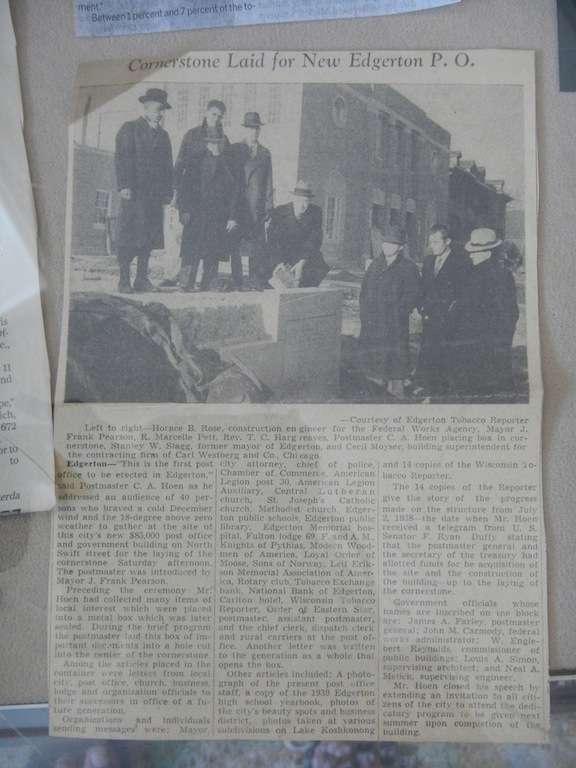 ment."
Between 1 percent and 7 percent of the to-
Cornerstone Laid for New Edgerton P. O.
—Courtesy of Edgerton Tobacco Reporter
Left to right—Horace B. Rose, construction engineer for the Federal Works Agency, Mayor J.
Frank Pearson, R. Marcelle Pett, Rev. T. C. Hargreaves, Postmaster C. A. Hoen placing box in cor-
nerstone, Stanley W. Slagg, former mayor of Edgerton, and Cecil Moyser, building superintendent for
the contracting firm of Carl Westberg and Co., Chicago.
Edgerton—"This is the first post
office to be erected in Edgerton,"
said Postmaster C. A. Hoen as he
addressed an audience of 40 per-
sons who braved a cold December
wind and the 18-degree above zero
weather to gather at the site of
this city's new $85,000 post office
and government building on North
Swift street for the laying of the
cornerstone Saturday afternoon.
The postmaster was introduced by
Mayor J. Frank Pearson.
Preceding the ceremony Mr.
Hoen had collected many items of
local interest which were placed
into a metal box which was later
sealed. During the brief program
the postmaster laid this box of im-
portant documents into a hole cut
into the center of the cornerstone.
Among the articles placed in the
container were letters from local
city, post office, church, business,
lodge and organization officials to
their successors in office of a fu-
ture generation.
Organizations and individuals
sending messages were: Mayor,
city attorney, chief of police,
Chamber of Commerce, American
Legion post 30, American Legion
Auxiliary, Central Lutheran
church, St. Joseph's Catholic
church, Methodist church, Edger-
ton public schools, Edgerton public
library, Edgerton Memorial hos-
pital, Fulton lodge 69, F. and A. M.,
Knights of Pythias, Modern Wood-
men of America, Loyal Order of
Moose, Sons of Norway, Leif Erik-
son Memorial Association of Amer-
ica, Rotary club, Tobacco Exchange
bank, National Bank of Edgerton,
Carlton hotel, Wisconsin Tobacco
Reporter, Order of Eastern Star,
postmaster, assistant postmaster,
and the chief clerk, dispatch clerk
and rural carriers at the post of-
fice. Another letter was written
to the generation as a whole that
opens the box.
Other articles included: A photo-
graph of the present post office
staff, a copy of the 1939 Edgerton
high school yearbook, photos of
the city's beauty spots and business
district, photos taken at various
subdivisions on Lake Koshkonong
and 14 copies of the Wisconsin To-
bacco Reporter.
The 14 copies of the Reporter
give the story of the progress
made on the structure from July
2, 1938—the date when Mr. Hoen
received a telegram from U. S.
Senator F. Ryan Duffy stating
that the postmaster general and
the secretary of the treasury had
allotted funds for he acquisition of
the site and the construction of
the building—up to the laying of
the cornerstone.
Government officials whose
names are inscribed on one block
are: James A. Farley, postmaster
general; John M. Carmody, federal
works administrator; W. Engle-
bert Reynolds, commissioner of
public buildings; Louis A. Simon,
supervising architect; and Neal A.
Melick, supervising engineer.
Mr. Hoen closed his speech by
extending an invitation to all citi-
zens of the city to attend the dedi-
catory program to be given next
summer upon completion of the
building.
is
of-
e.,
11
nd
pe,"
ich,
672
or to
to
verda